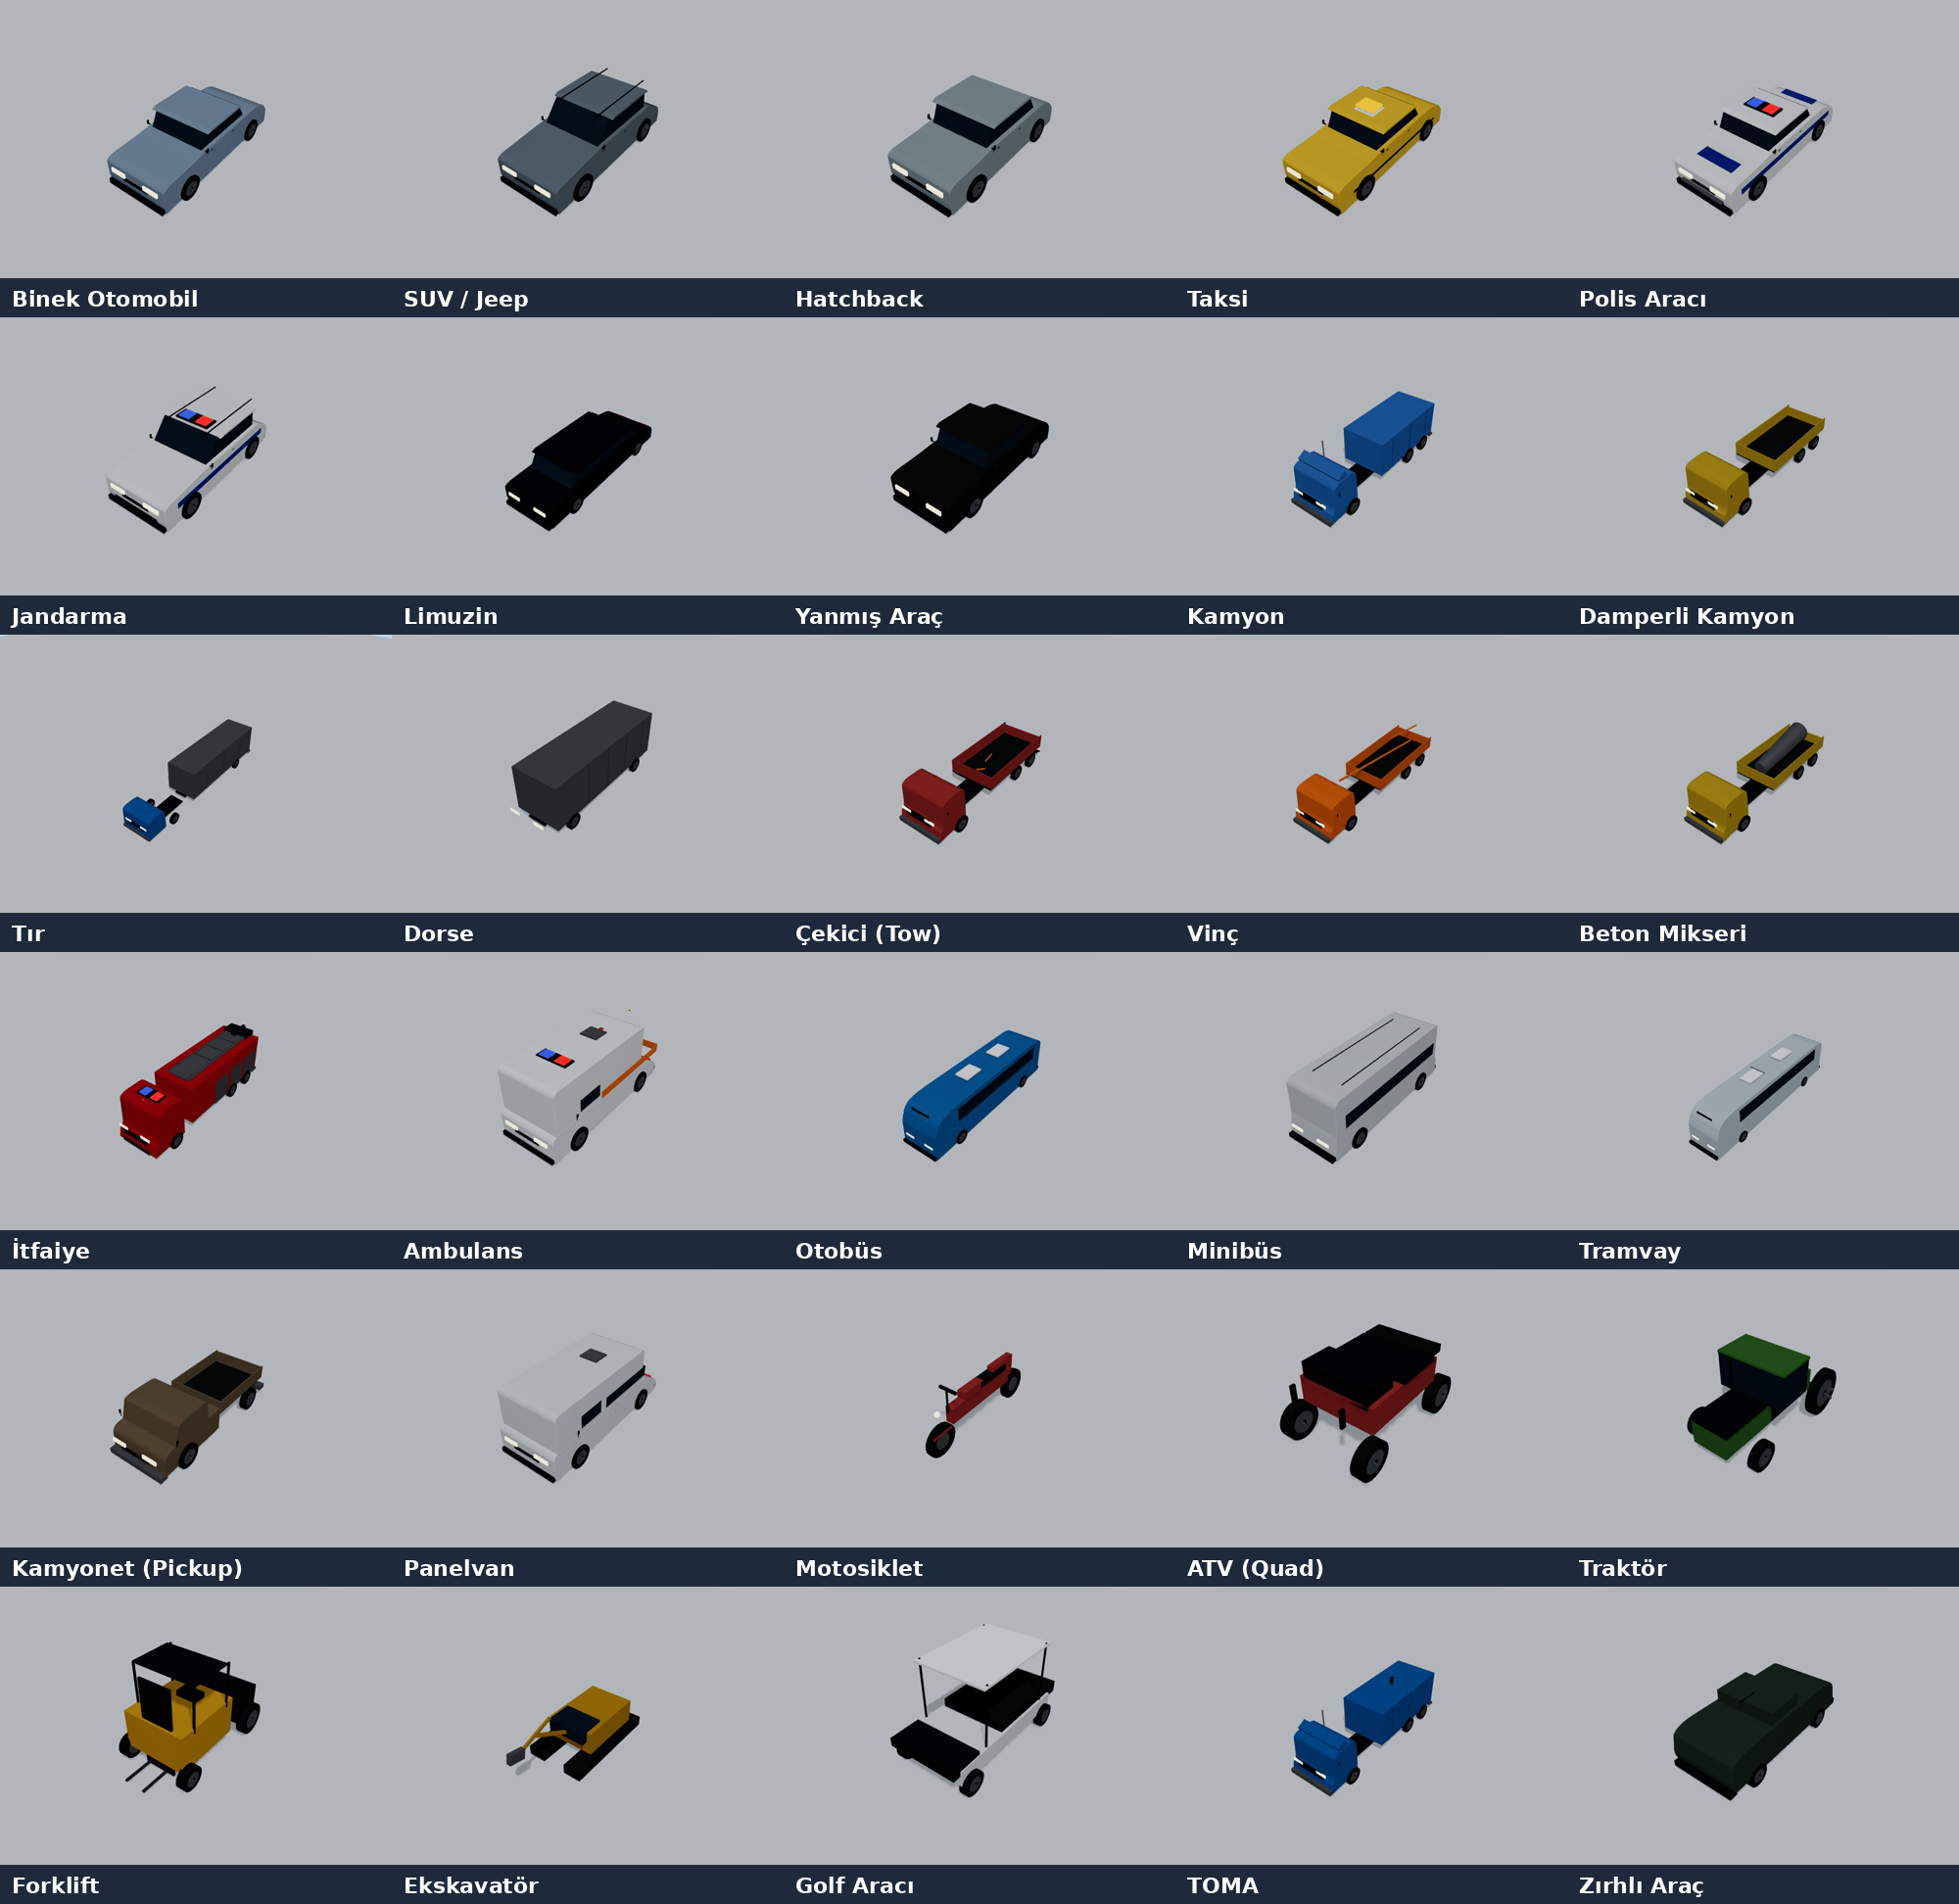 Binek Otomobil
SUV / Jeep
Hatchback
Taksi
Polis Aracı
Jandarma
Limuzin
Yanmış Araç
Kamyon
Damperli Kamyon
Tır
Dorse
Çekici (Tow)
Vinç
Beton Mikseri
İtfaiye
Ambulans
Otobüs
Minibüs
Tramvay
Kamyonet (Pickup)
Panelvan
Motosiklet
ATV (Quad)
Traktör
Forklift
Ekskavatör
Golf Aracı
TOMA
Zırhlı Araç